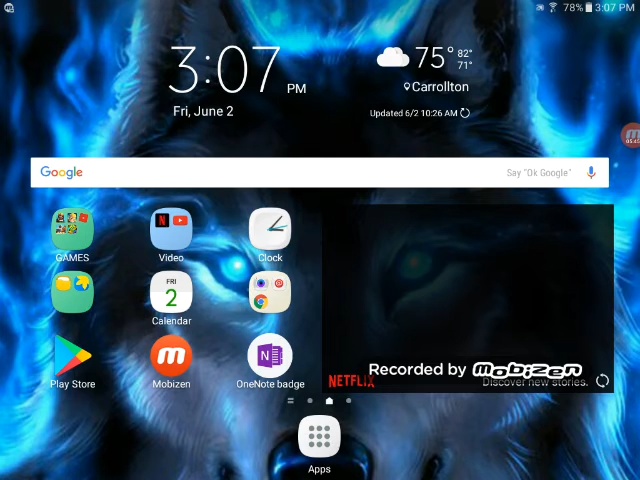 78% 3:07 PM
3:07 PM
Fri, June 2
75° 82°
71°
Carrollton
Updated 6/2 10:26 AM
Google
Say "Ok Google"
GAMES
Video
Clock
FRI
2
Calendar
Play Store
Mobizen
N
OneNote badge
NETFLIX
Recorded by Mobizen
Discover new stories.
Apps